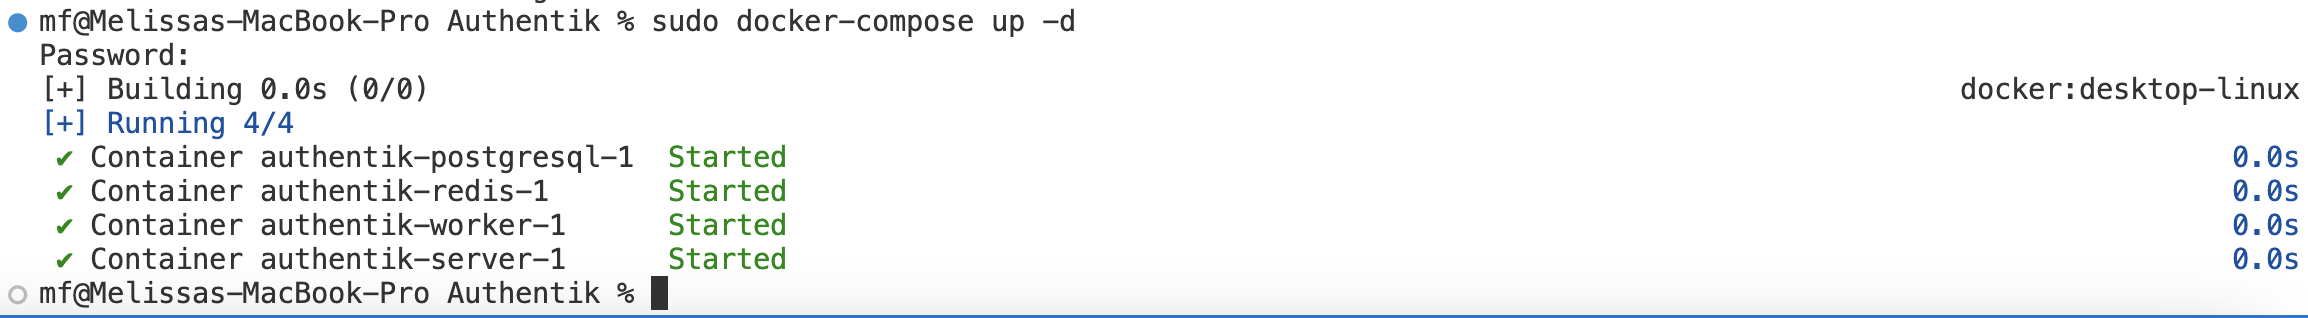 mf@Melissas-MacBook-Pro Authentik % sudo docker-compose up -d
Password:
[+] Building 0.0s (0/0) docker:desktop-linux
[+] Running 4/4
✔ Container authentik-postgresql-1 Started 0.0s
✔ Container authentik-redis-1 Started 0.0s
✔ Container authentik-worker-1 Started 0.0s
✔ Container authentik-server-1 Started 0.0s
mf@Melissas-MacBook-Pro Authentik %